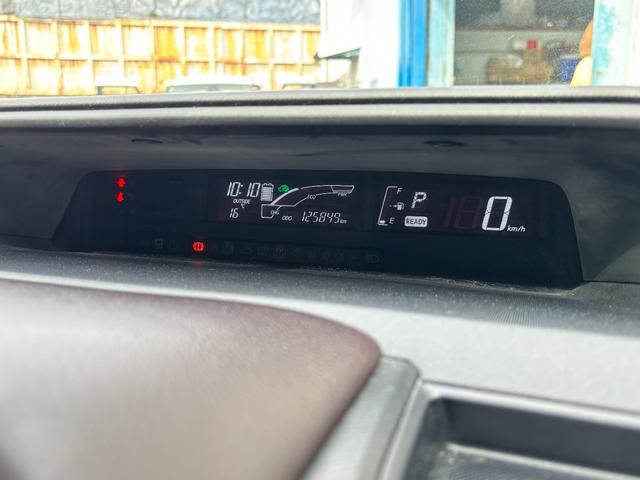 10:10
ECO
PWR
OUTSIDE
16 °C
CHG
ODO 125849 km
F
E
P
READY
0
km/h